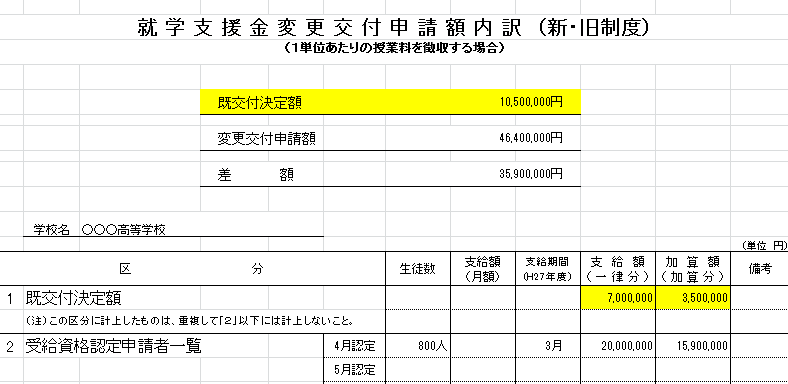 就学支援金変更交付申請額内訳（新・旧制度）
（１単位あたりの授業料を徴収する場合）
既交付決定額 10,500,000円
変更交付申請額 46,400,000円
差 額 35,900,000円
学校名 〇〇〇高等学校
（単位 円）
区 分 生徒数 支給額（月額） 支給期間（H27年度） 支給額（一律分） 加算額（加算分） 備考
1 既交付決定額 7,000,000 3,500,000
（注）この区分に計上したものは、重複して「２」以下には計上しないこと。
2 受給資格認定申請者一覧 4月認定 800人 3月 20,000,000 15,900,000
5月認定